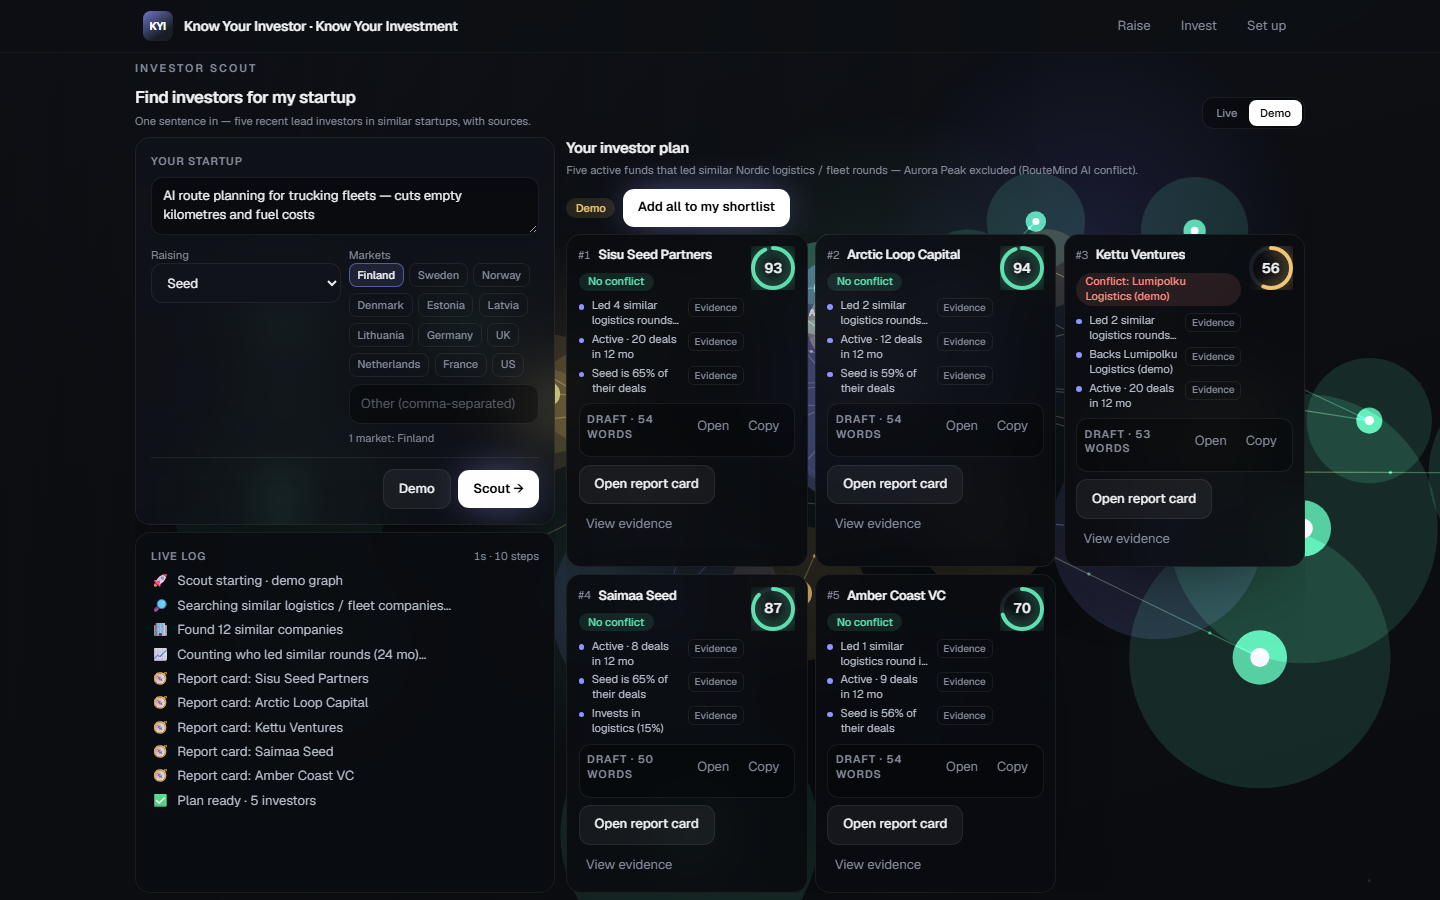 KYI
Know Your Investor · Know Your Investment
Raise
Invest
Set up
INVESTOR SCOUT
Find investors for my startup
One sentence in — five recent lead investors in similar startups, with sources.
Live
Demo
YOUR STARTUP
AI route planning for trucking fleets — cuts empty
kilometres and fuel costs
Raising
Seed
Markets
Finland
Sweden
Norway
Denmark
Estonia
Latvia
Lithuania
Germany
UK
Netherlands
France
US
Other (comma-separated)
1 market: Finland
Demo
Scout →
LIVE LOG
1s · 10 steps
Scout starting · demo graph
Searching similar logistics / fleet companies...
Found 12 similar companies
Counting who led similar rounds (24 mo)...
Report card: Sisu Seed Partners
Report card: Arctic Loop Capital
Report card: Kettu Ventures
Report card: Saimaa Seed
Report card: Amber Coast VC
Plan ready · 5 investors
Your investor plan
Five active funds that led similar Nordic logistics / fleet rounds — Aurora Peak excluded (RouteMind AI conflict).
Demo
Add all to my shortlist
#1 Sisu Seed Partners
93
No conflict
Led 4 similar
logistics rounds...
Evidence
Active · 20 deals
in 12 mo
Evidence
Seed is 65% of
their deals
Evidence
DRAFT · 54
WORDS
Open
Copy
Open report card
View evidence
#2 Arctic Loop Capital
94
No conflict
Led 2 similar
logistics rounds...
Evidence
Active · 12 deals
in 12 mo
Evidence
Seed is 59% of
their deals
Evidence
DRAFT · 54
WORDS
Open
Copy
Open report card
View evidence
#3 Kettu Ventures
56
Conflict: Lumipolku
Logistics (demo)
Led 2 similar
logistics rounds...
Evidence
Backs Lumipolku
Logistics (demo)
Evidence
Active · 20 deals
in 12 mo
Evidence
DRAFT · 53
WORDS
Open
Copy
Open report card
View evidence
#4 Saimaa Seed
87
No conflict
Active · 8 deals
in 12 mo
Evidence
Seed is 65% of
their deals
Evidence
Invests in
logistics (15%)
Evidence
DRAFT · 50
WORDS
Open
Copy
Open report card
View evidence
#5 Amber Coast VC
70
No conflict
Led 1 similar
logistics round i...
Evidence
Active · 9 deals
in 12 mo
Evidence
Seed is 56% of
their deals
Evidence
DRAFT · 54
WORDS
Open
Copy
Open report card
View evidence